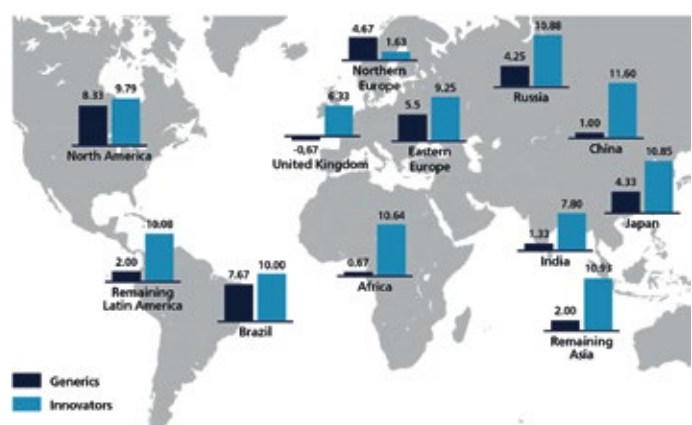 4.67
1.63
Northern
Europe
4.25
10.88
Russia
8.33
9.79
North America
6.33
-0,67
United Kingdom
5.5
9.25
Eastern
Europe
1.00
11.60
China
4.33
10.85
Japan
2.00
10.08
Remaining
Latin America
7.67
10.00
Brazil
0.67
10.64
Africa
1.33
7.80
India
2.00
10.93
Remaining
Asia
Generics
Innovators